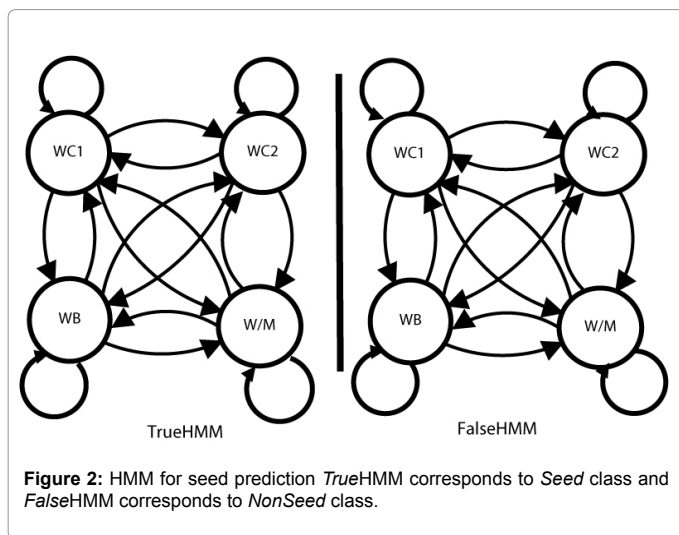 WC1 WC2 WC1 WC2
WB W/M WB W/M
TrueHMM FalseHMM
Figure 2: HMM for seed prediction TrueHMM corresponds to Seed class and
FalseHMM corresponds to NonSeed class.